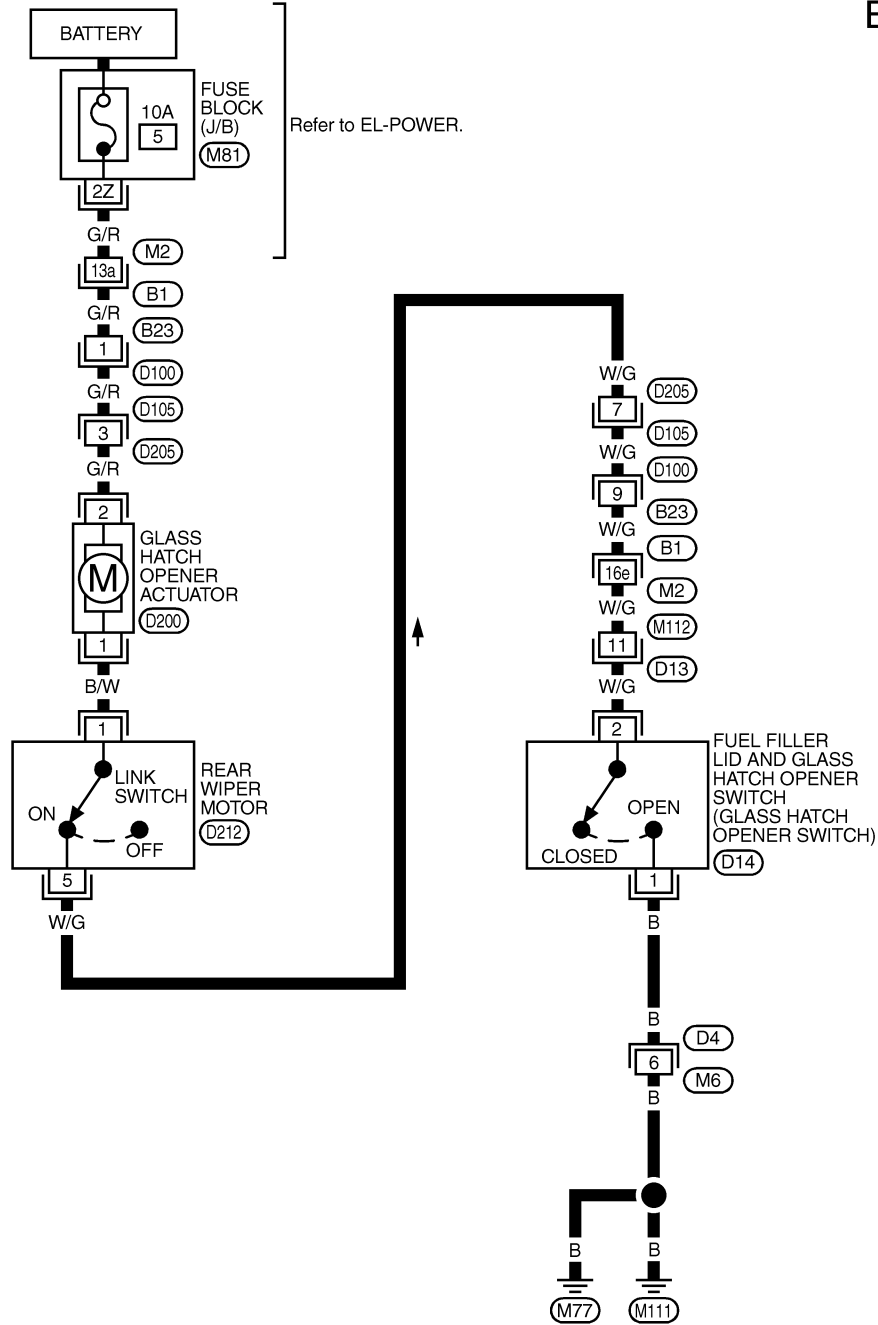 E
BATTERY
10A
5
FUSE
BLOCK
(J/B)
M81
Refer to EL-POWER.
2Z
G/R
M2
13a
B1
G/R
B23
1
D100
G/R
D105
3
D205
G/R
2
M
GLASS
HATCH
OPENER
ACTUATOR
D200
1
B/W
1
LINK
SWITCH
ON
OFF
REAR
WIPER
MOTOR
D212
5
W/G
W/G
D205
7
D105
W/G
D100
9
B23
W/G
B1
16e
M2
W/G
M112
11
D13
W/G
2
OPEN
CLOSED
FUEL FILLER
LID AND GLASS
HATCH OPENER
SWITCH
(GLASS HATCH
OPENER SWITCH)
D14
1
B
B
D4
6
M6
B
B
B
M77
M111